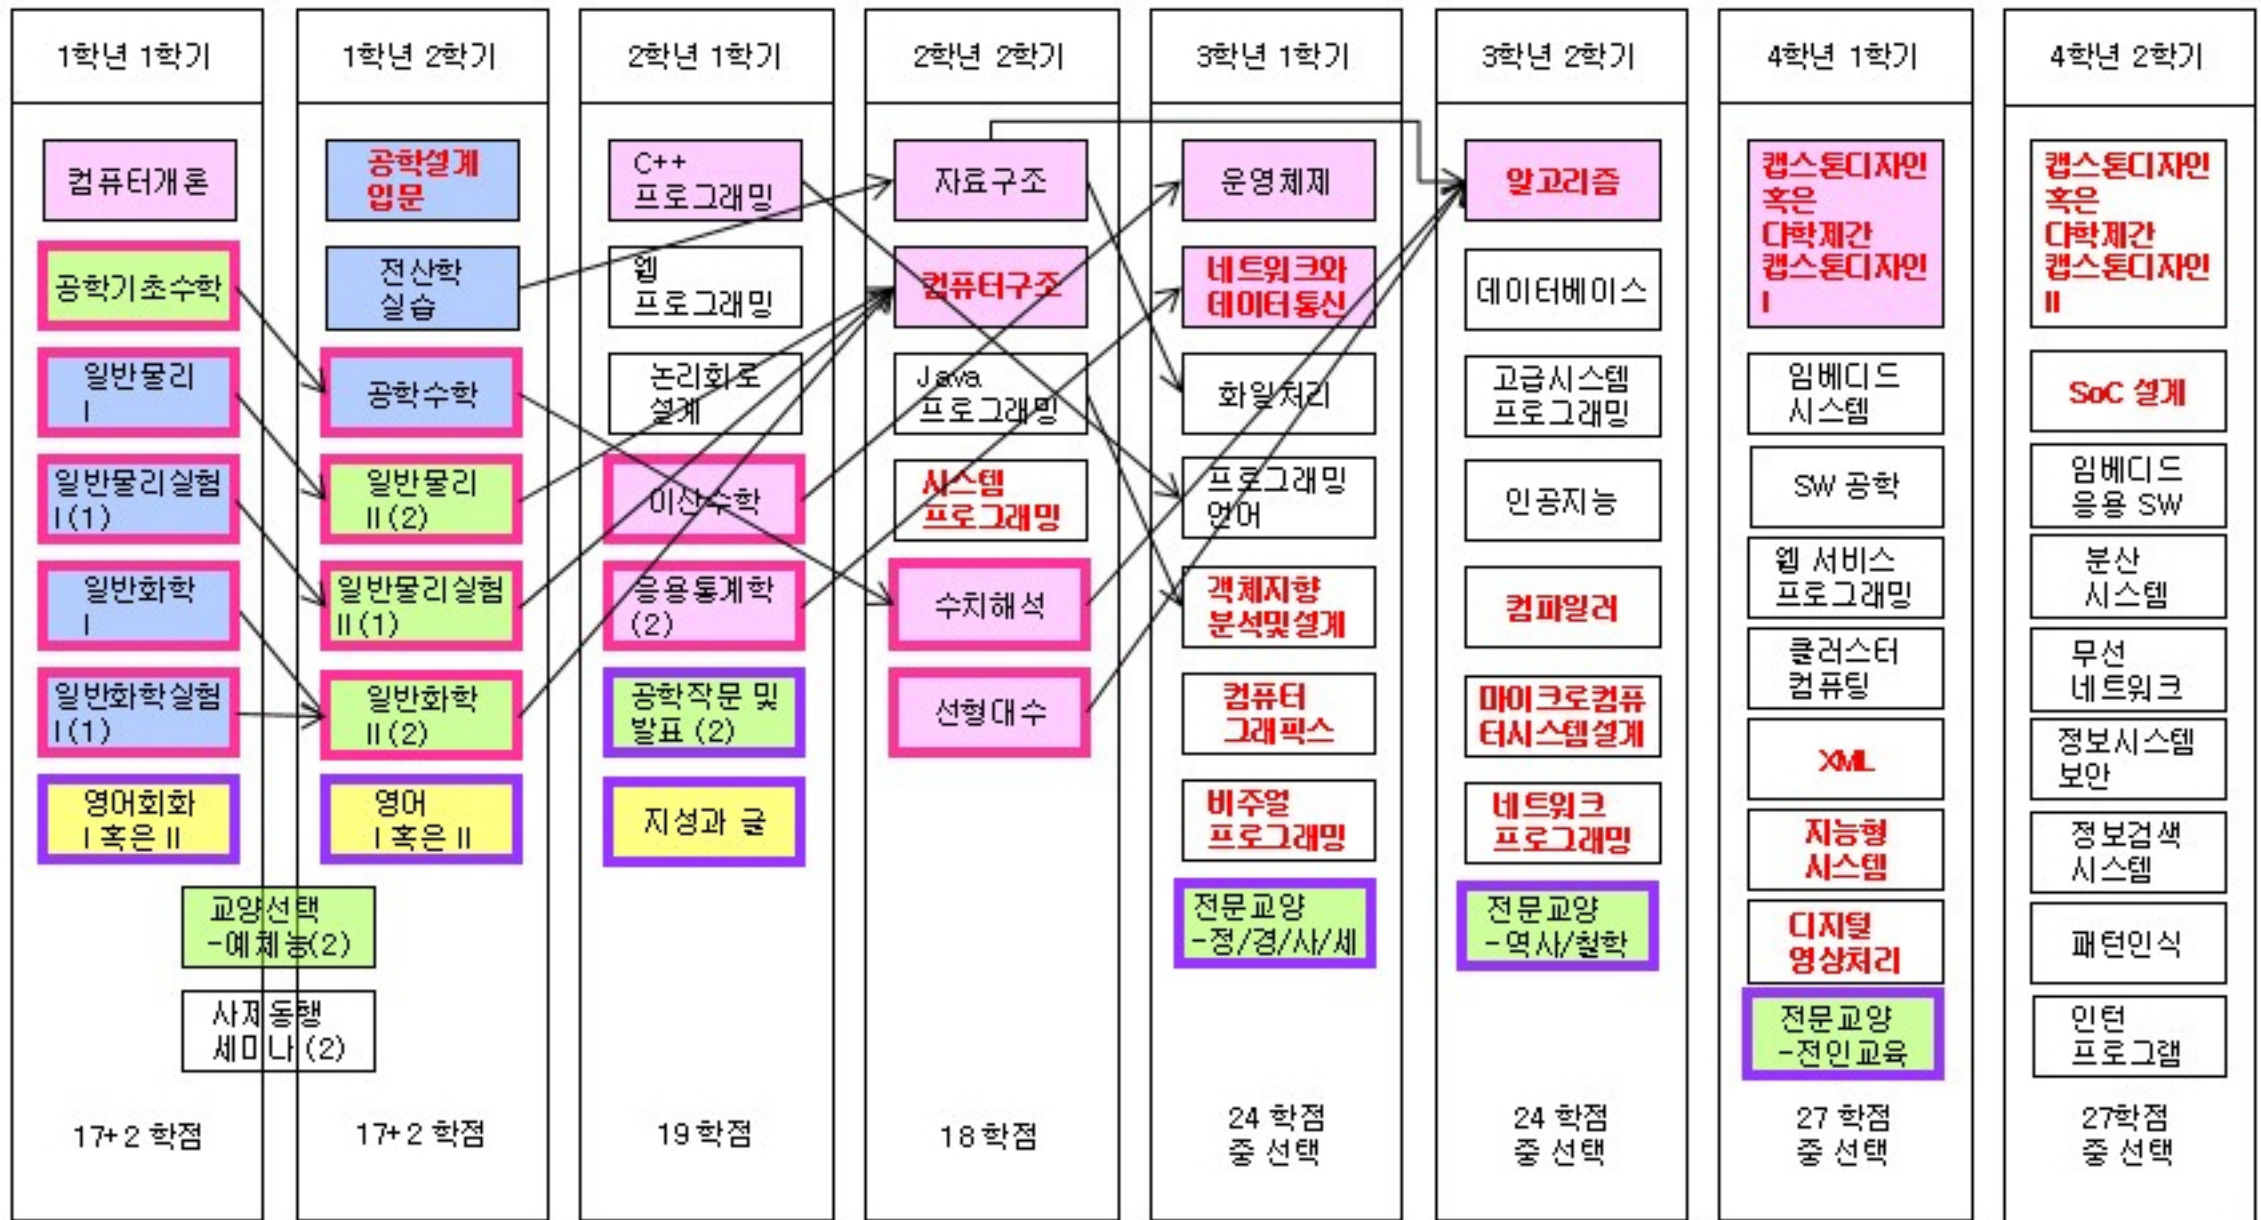 1학년 1학기
컴퓨터개론
공학기초수학
일반물리
I
일반물리실험
I(1)
일반화학
I
일반화학실험
I(1)
영어회화
I 혹은 II
1학년 2학기
공학설계
입문
전산학
실습
공학수학
일반물리
II(2)
일반물리실험
II(1)
일반화학
II(2)
영어
I 혹은 II
교양선택
-예체능(2)
사제동행
세미나(2)
17+2 학점
17+2 학점
2학년 1학기
C++
프로그래밍
웹
프로그래밍
논리회로
설계
이산수학
응용통계학
(2)
공학작문 및
발표 (2)
지성과 글
19 학점
2학년 2학기
자료구조
컴퓨터구조
Java
프로그래밍
시스템
프로그래밍
수치해석
선형대수
18 학점
3학년 1학기
운영체제
네트워크와
데이터통신
화일처리
프로그래밍
언어
객체지향
분석및설계
컴퓨터
그래픽스
비주얼
프로그래밍
전문교양
-정/경/사/세
24 학점
중 선택
3학년 2학기
알고리즘
데이터베이스
고급시스템
프로그래밍
인공지능
컴파일러
마이크로컴퓨
터시스템설계
네트워크
프로그래밍
전문교양
-역사/철학
24 학점
중 선택
4학년 1학기
캡스톤디자인
혹은
다학제간
캡스톤디자인
I
임베디드
시스템
SW 공학
웹 서비스
프로그래밍
클러스터
컴퓨팅
XML
지능형
시스템
디지털
영상처리
전문교양
-전인교육
27 학점
중 선택
4학년 2학기
캡스톤디자인
혹은
다학제간
캡스톤디자인
II
SoC 설계
임베디드
응용 SW
분산
시스템
무선
네트워크
정보시스템
보안
정보검색
시스템
패턴인식
인턴
프로그램
27학점
중 선택